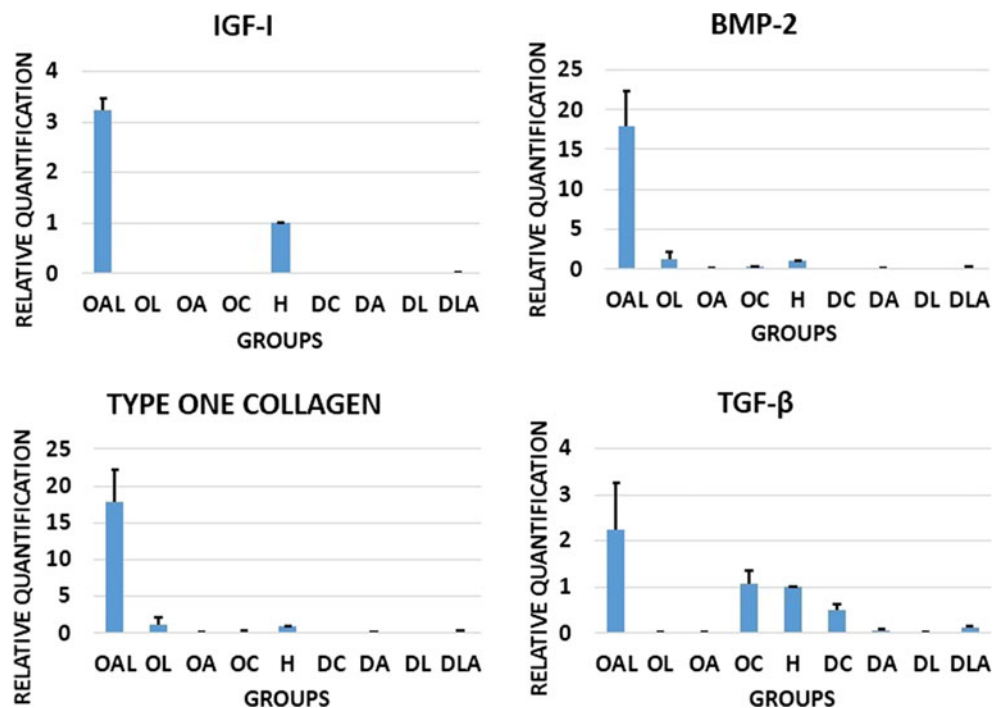 IGF-I
RELATIVE QUANTIFICATION
4
3
2
1
0
OAL OL OA OC H DC DA DL DLA
GROUPS
BMP-2
RELATIVE QUANTIFICATION
25
20
15
10
5
0
OAL OL OA OC H DC DA DL DLA
GROUPS
TYPE ONE COLLAGEN
RELATIVE QUANTIFICATION
25
20
15
10
5
0
OAL OL OA OC H DC DA DL DLA
GROUPS
TGF-β
RELATIVE QUANTIFICATION
4
3
2
1
0
OAL OL OA OC H DC DA DL DLA
GROUPS